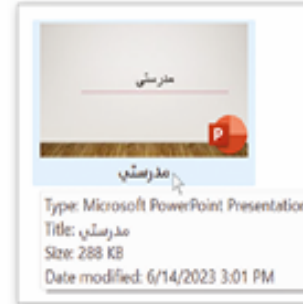 مدرستي
P
مدرستي
Type: Microsoft PowerPoint Presentation
Title: مدرستي
Size: 288 KB
Date modified: 6/14/2023 3:01 PM